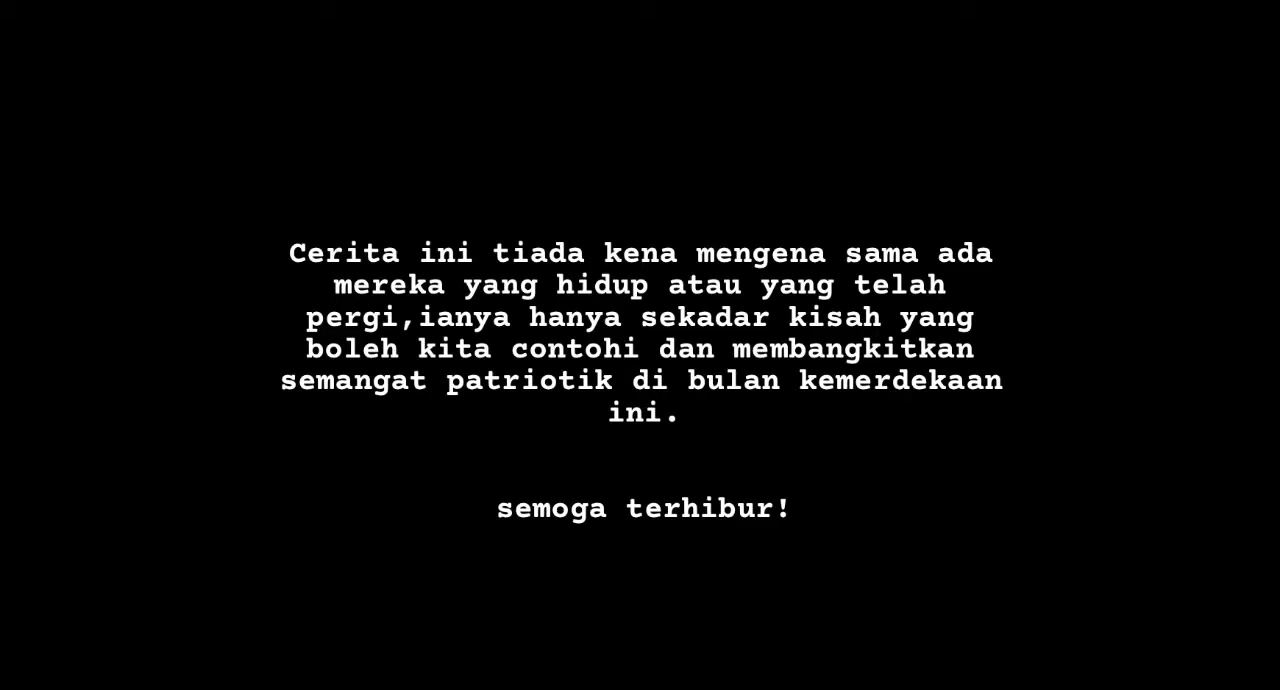 Cerita ini tiada kena mengena sama ada
mereka yang hidup atau yang telah
pergi,ianya hanya sekadar kisah yang
boleh kita contohi dan membangkitkan
semangat patriotik di bulan kemerdekaan
ini.
semoga terhibur!